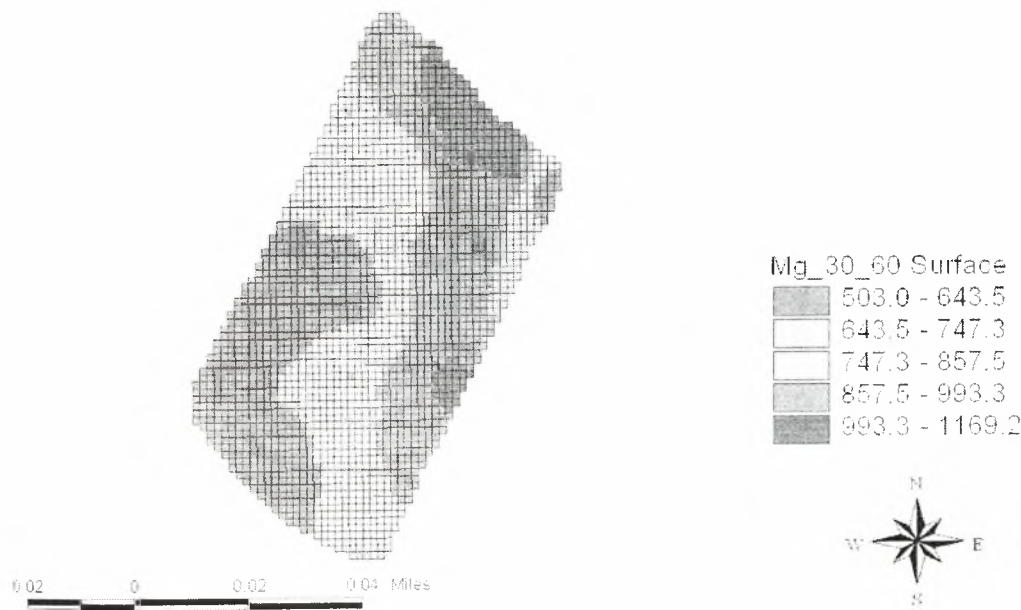 Mg_30_60 Surface
503.0 - 643.5
643.5 - 747.3
747.3 - 857.5
857.5 - 993.3
993.3 - 1169.2
N
W E
S
0.02 0 0.02 0.04 Miles